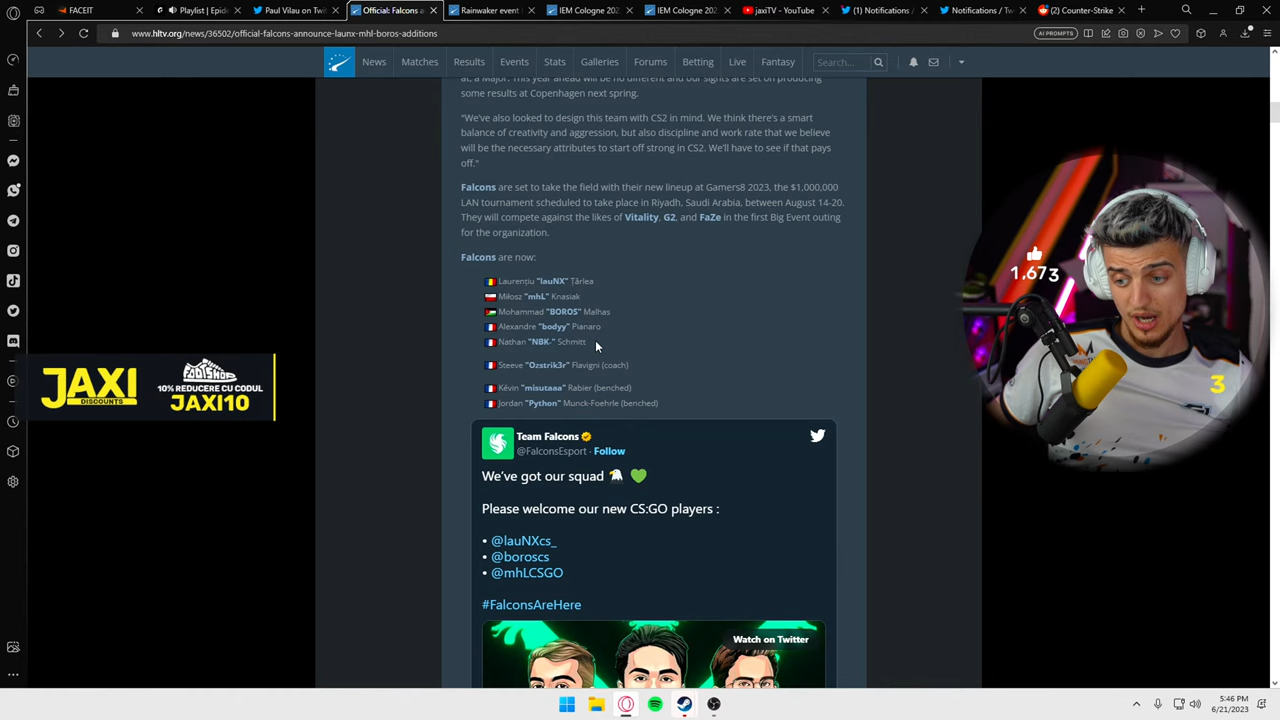 FACEIT
Playlist | Epide
Paul Vilau on Tw
Official: Falcons a
Rainwaker event
IEM Cologne 202
IEM Cologne 202
jaxiTV - YouTube
(1) Notifications /
Notifications / Tw
(3) Counter-Strike
www.hltv.org/news/36502/official-falcons-announce-launx-mhl-boros-additions
AI PROMPTS
News
Matches
Results
Events
Stats
Galleries
Forums
Betting
Live
Fantasy
Search...
at, a Major. This year ahead will be no different and our sights are set on producing
some results at Copenhagen next spring.
"We've also looked to design this team with CS2 in mind. We think there's a smart
balance of creativity and aggression, but also discipline and work rate that we believe
will be the necessary attributes to start off strong in CS2. We'll have to see if that pays
off."
Falcons are set to take the field with their new lineup at Gamers8 2023, the $1,000,000
LAN tournament scheduled to take place in Riyadh, Saudi Arabia, between August 14-20.
They will compete against the likes of Vitality, G2, and FaZe in the first Big Event outing
for the organization.
Falcons are now:
Laurențiu "lauNX" Țârlea
Miłosz "mhL" Knasiak
Mohammad "BOROS" Malhas
Alexandre "bodyy" Pianaro
Nathan "NBK-" Schmitt
Steeve "Ozstrik3r" Flavigni (coach)
Kévin "misutaaa" Rabier (benched)
Jordan "Python" Munck-Foehrle (benched)
Team Falcons
@FalconsEsport · Follow
We've got our squad 🦅 💚
Please welcome our new CS:GO players :
• @lauNXcs_
• @boroscs
• @mhLCSGO
#FalconsAreHere
Watch on Twitter
JAXI
DISCOUNTS
FOOTSHOP
10% REDUCERE CU CODUL
JAXI10
1,673
3
5:46 PM
6/21/2023